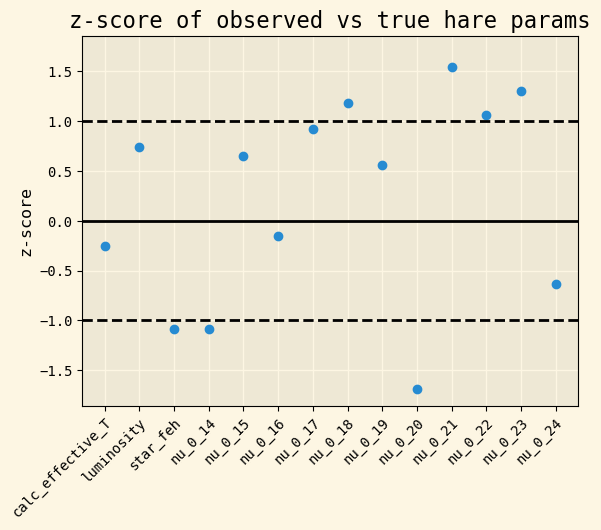 z-score of observed vs true hare params
z-score
1.5
1.0
0.5
0.0
−0.5
−1.0
−1.5
calc_effective_T
luminosity
star_feh
nu_0_14
nu_0_15
nu_0_16
nu_0_17
nu_0_18
nu_0_19
nu_0_20
nu_0_21
nu_0_22
nu_0_23
nu_0_24